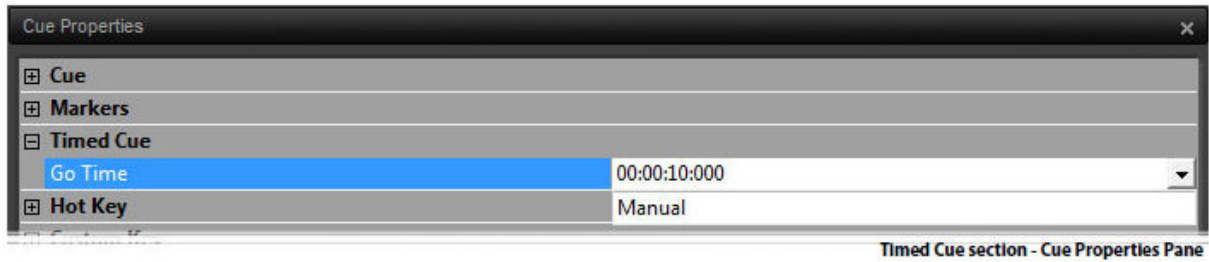 Cue Properties
Cue
Markers
Timed Cue
Go Time 00:00:10:000
Hot Key Manual
Timed Cue section - Cue Properties Pane